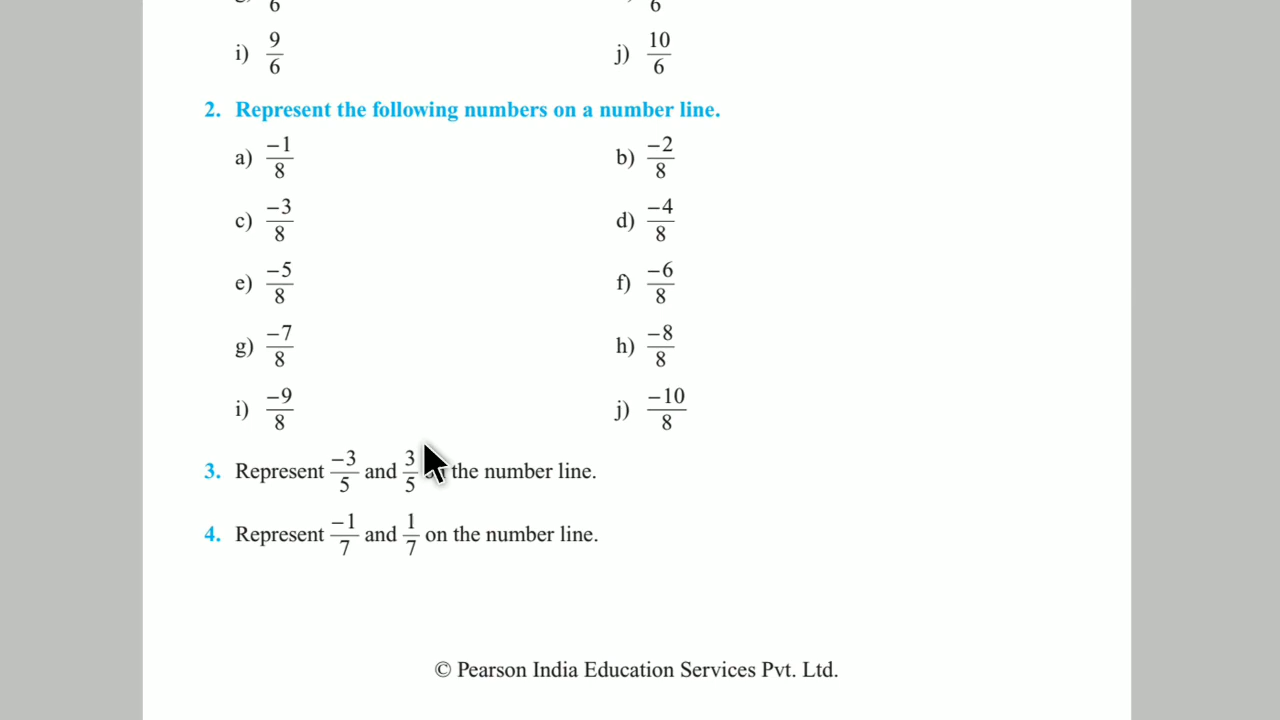 6 6
i) 9/6 j) 10/6
2. Represent the following numbers on a number line.
a) −1/8 b) −2/8
c) −3/8 d) −4/8
e) −5/8 f) −6/8
g) −7/8 h) −8/8
i) −9/8 j) −10/8
3. Represent −3/5 and 3/5 the number line.
4. Represent −1/7 and 1/7 on the number line.
© Pearson India Education Services Pvt. Ltd.